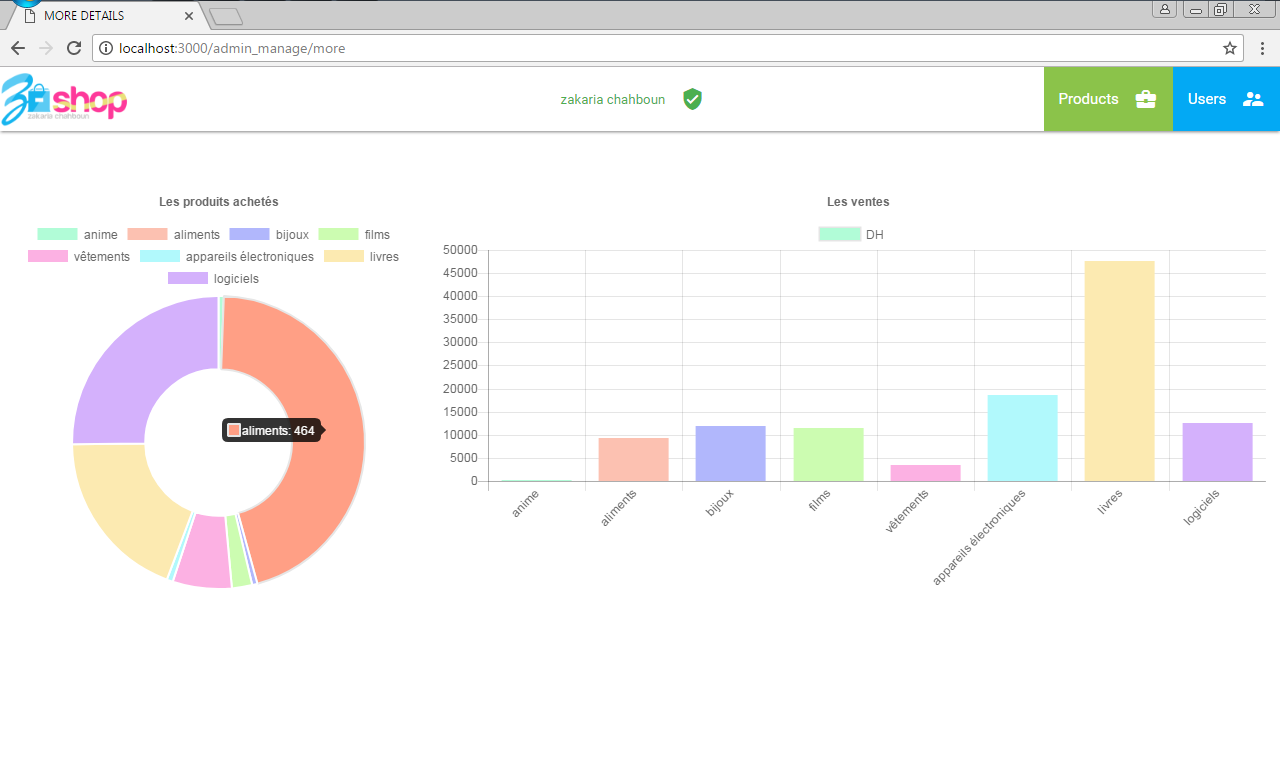 MORE DETAILS
localhost:3000/admin_manage/more
shop
zakaria chahboun
zakaria chahboun
Products
Users
Les produits achetés
anime aliments bijoux films
vêtements appareils électroniques livres
logiciels
aliments: 464
Les ventes
DH
50000
45000
40000
35000
30000
25000
20000
15000
10000
5000
0
anime
aliments
bijoux
films
vêtements
appareils électroniques
livres
logiciels